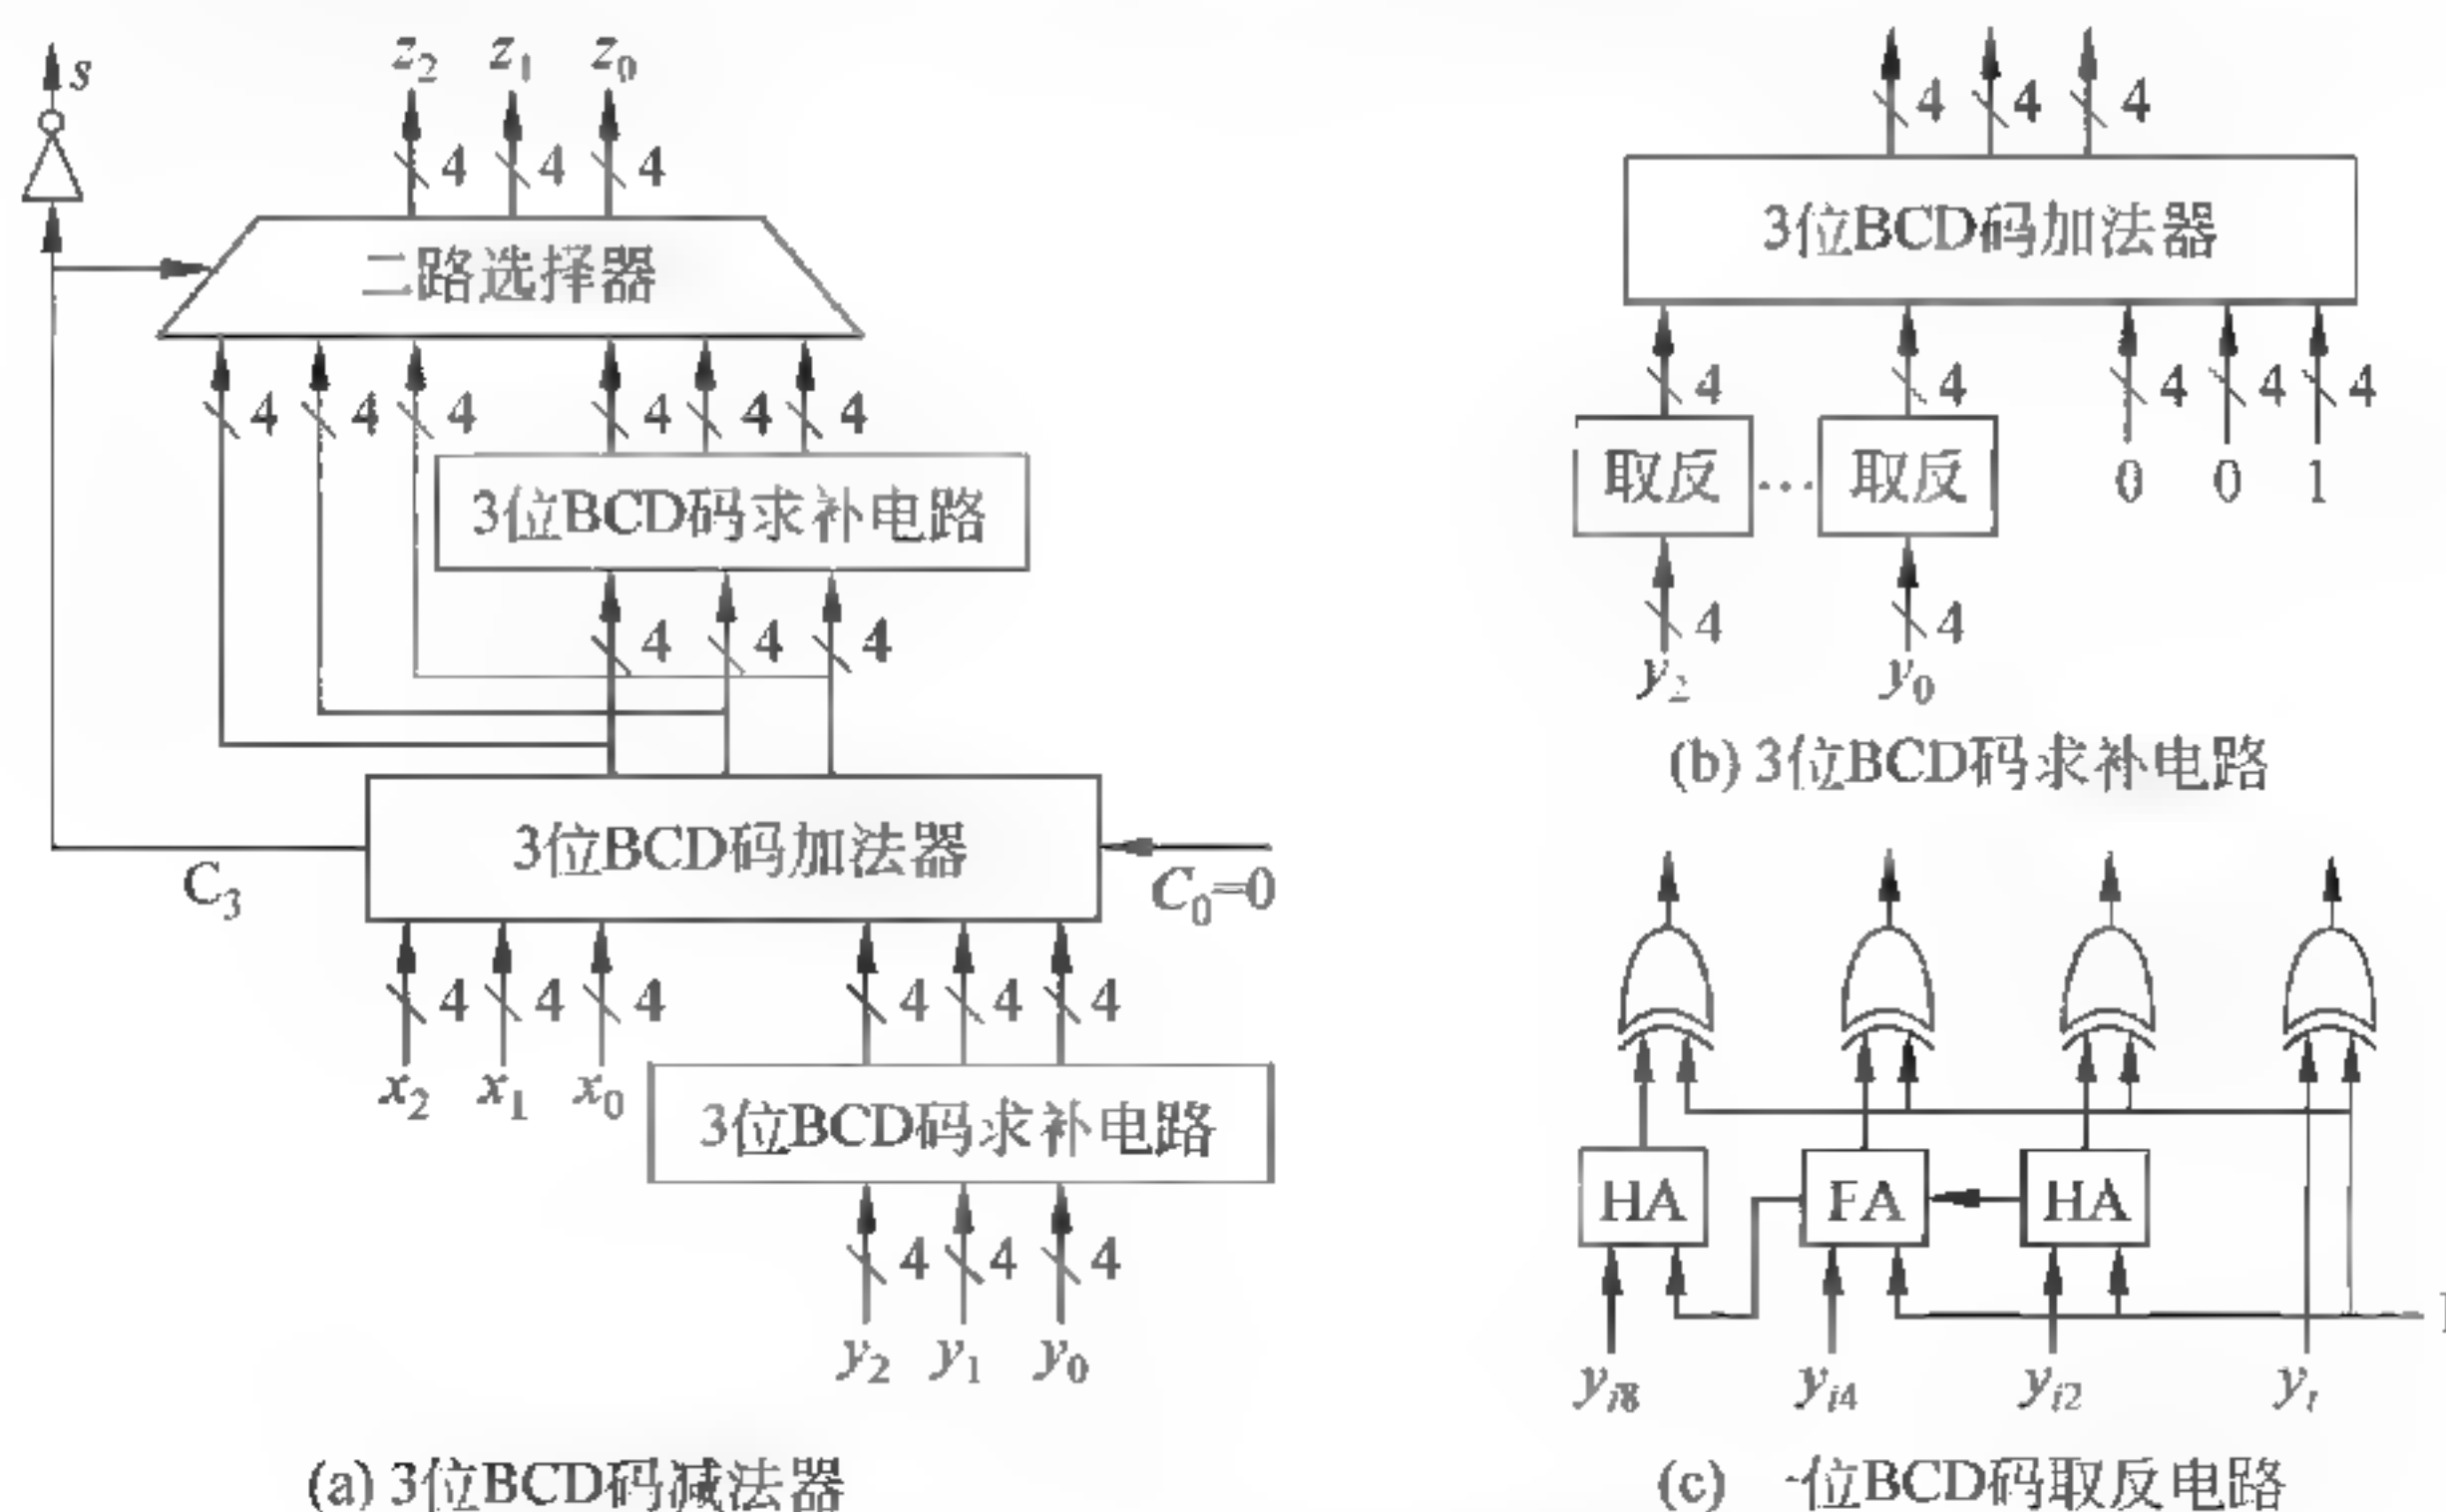 s
z2 z1 z0
4 4 4
二路选择器
4 4 4 4 4 4
3位BCD码求补电路
4 4 4
3位BCD码加法器
C3
C0=0
4 4 4 4 4 4
x2 x1 x0
3位BCD码求补电路
4 4 4
y2 y1 y0
(a) 3位BCD码减法器
4 4 4
3位BCD码加法器
4 4 4 4 4
取反 … 取反
0 0 1
4 4
y2 y0
(b) 3位BCD码求补电路
HA FA HA
yi8 yi4 yi2
(c) 一位BCD码取反电路